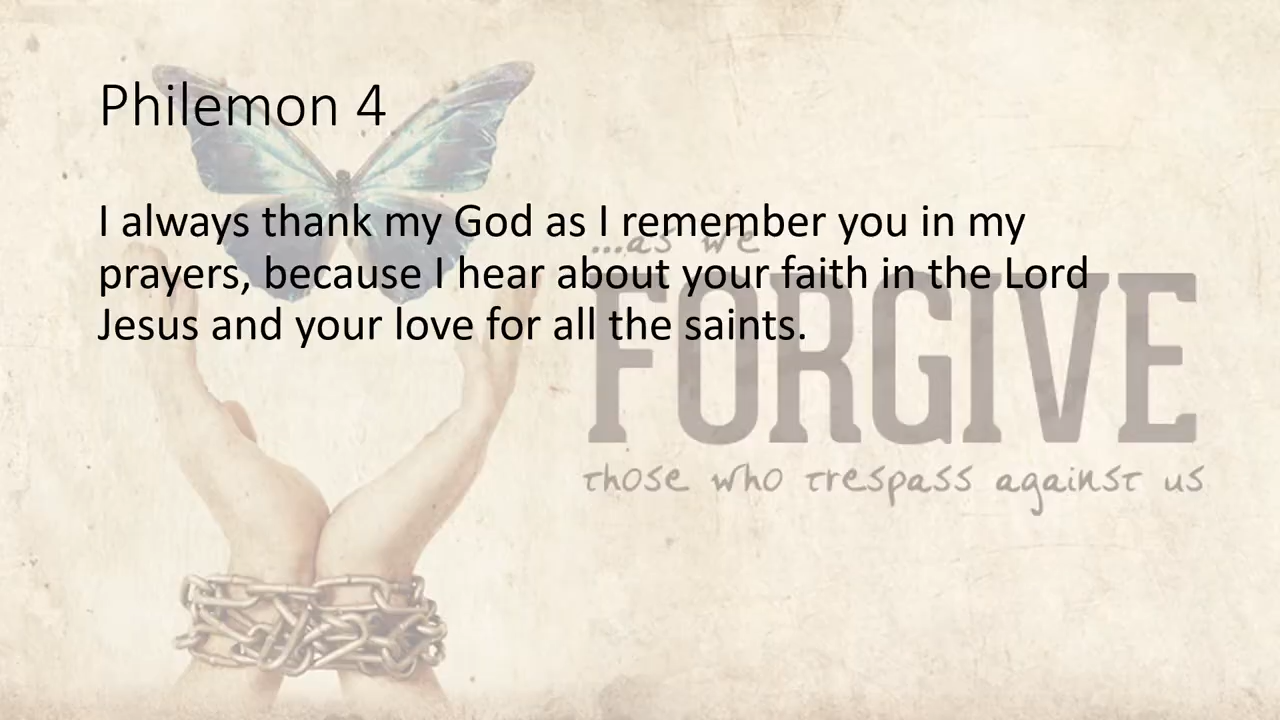 Philemon 4
I always thank my God as I remember you in my
prayers, because I hear about your faith in the Lord
Jesus and your love for all the saints.
...as we
FORGIVE
those who trespass against us